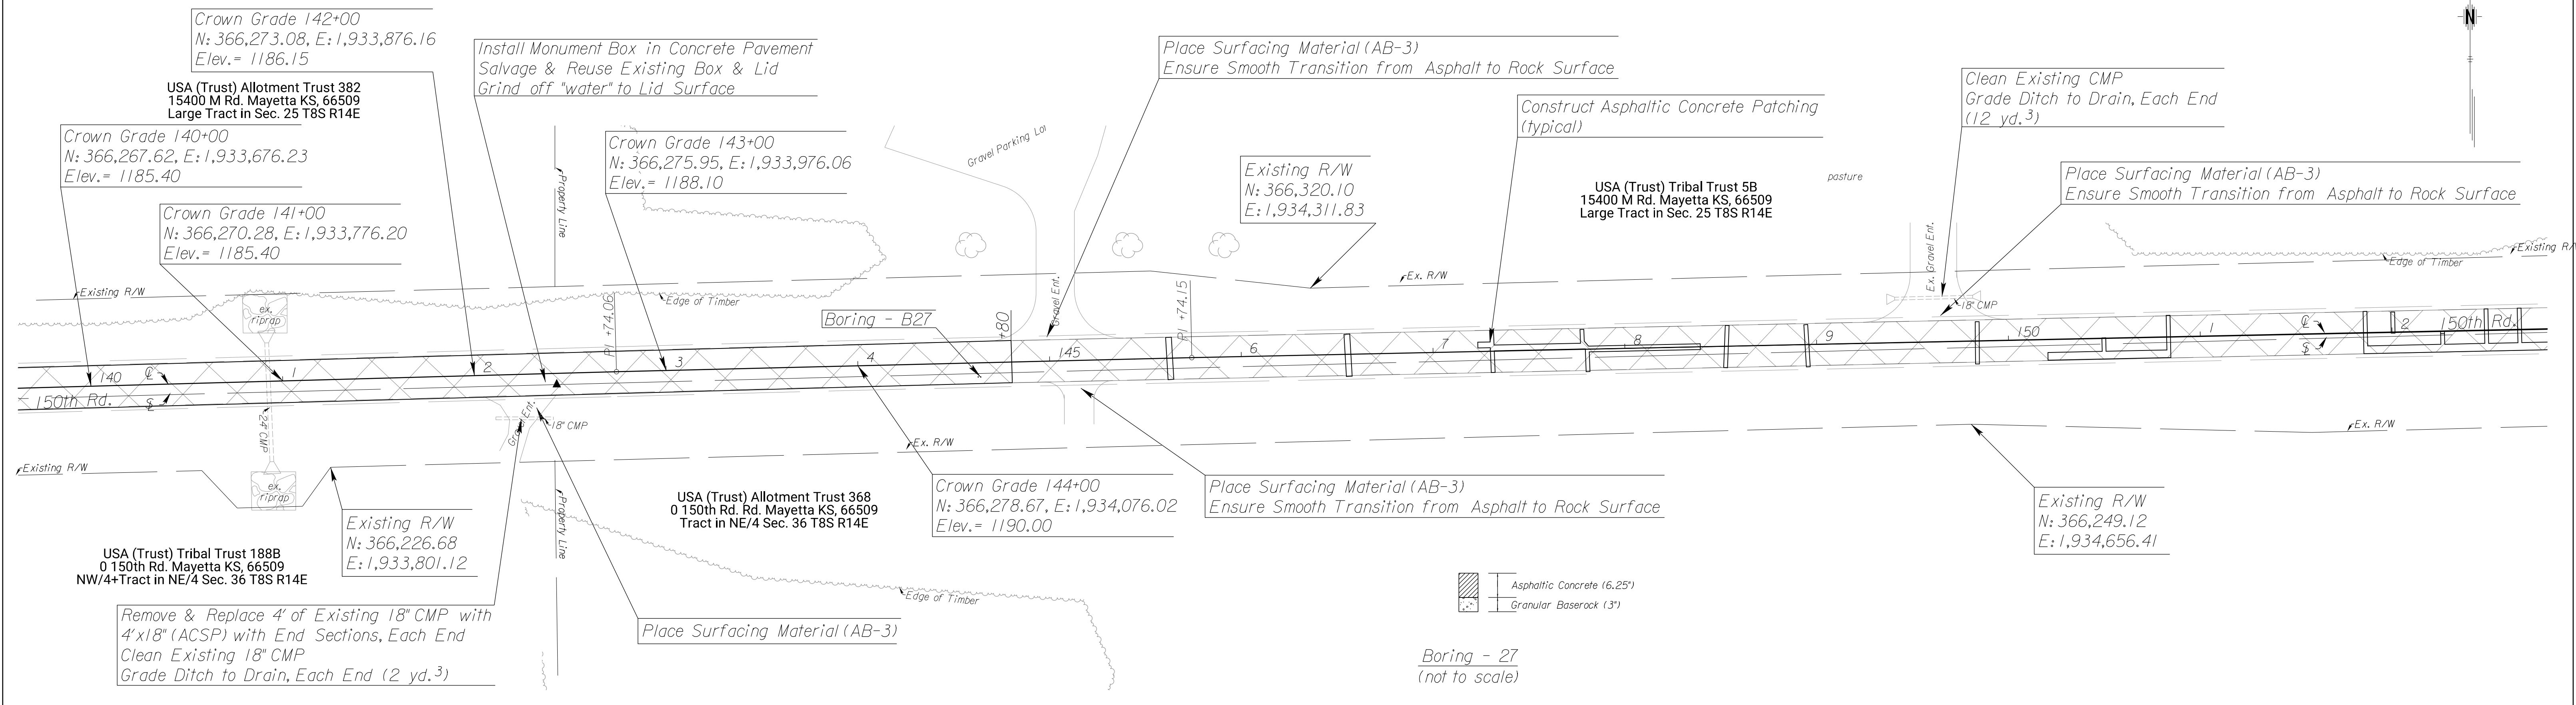 Crown Grade 142+00
N: 366,273.08, E: 1,933,876.16
Elev.= 1186.15
USA (Trust) Allotment Trust 382
15400 M Rd. Mayetta KS, 66509
Large Tract in Sec. 25 T8S R14E
Crown Grade 140+00
N: 366,267.62, E: 1,933,676.23
Elev.= 1185.40
Crown Grade 141+00
N: 366,270.28, E: 1,933,776.20
Elev.= 1185.40
Install Monument Box in Concrete Pavement
Salvage & Reuse Existing Box & Lid
Grind off "water" to Lid Surface
Property Line
Crown Grade 143+00
N: 366,275.95, E: 1,933,976.06
Elev.= 1188.10
Gravel Parking Lot
Place Surfacing Material (AB-3)
Ensure Smooth Transition from Asphalt to Rock Surface
Existing R/W
N: 366,320.10
E: 1,934,311.83
Construct Asphaltic Concrete Patching
(typical)
USA (Trust) Tribal Trust 5B
15400 M Rd. Mayetta KS, 66509
Large Tract in Sec. 25 T8S R14E
pasture
Clean Existing CMP
Grade Ditch to Drain, Each End
(12 yd.³)
Place Surfacing Material (AB-3)
Ensure Smooth Transition from Asphalt to Rock Surface
N
Existing R/W
ex.
riprap
Edge of Timber
PI +74.06
Boring - B27
+80
Gravel Ent.
PI +74.15
Ex. R/W
Ex. Gravel Ent.
18" CMP
Edge of Timber
Existing R/W
140
1
2
3
4
145
6
7
8
9
150
1
2
150th Rd.
150th Rd.
24" CMP
Gravel Ent.
18" CMP
Existing R/W
ex.
riprap
Ex. R/W
Ex. R/W
Property Line
Existing R/W
N: 366,226.68
E: 1,933,801.12
USA (Trust) Tribal Trust 188B
0 150th Rd. Mayetta KS, 66509
NW/4+Tract in NE/4 Sec. 36 T8S R14E
USA (Trust) Allotment Trust 368
0 150th Rd. Rd. Mayetta KS, 66509
Tract in NE/4 Sec. 36 T8S R14E
Crown Grade 144+00
N: 366,278.67, E: 1,934,076.02
Elev.= 1190.00
Place Surfacing Material (AB-3)
Ensure Smooth Transition from Asphalt to Rock Surface
Existing R/W
N: 366,249.12
E: 1,934,656.41
Remove & Replace 4' of Existing 18" CMP with
4'x18" (ACSP) with End Sections, Each End
Clean Existing 18" CMP
Grade Ditch to Drain, Each End (2 yd.³)
Place Surfacing Material (AB-3)
Edge of Timber
Asphaltic Concrete (6.25")
Granular Baserock (3")
Boring - 27
(not to scale)